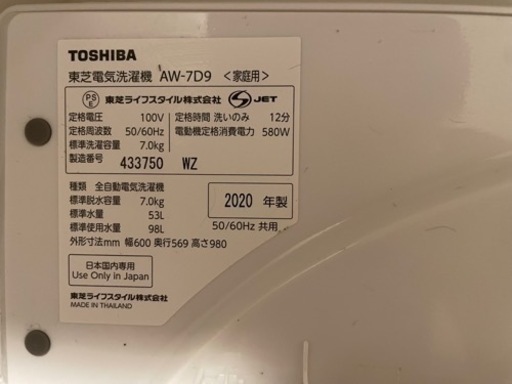 TOSHIBA
東芝電気洗濯機 AW-7D9 <家庭用>
PS E 東芝ライフスタイル株式会社 S JET
定格電圧 100V 定格時間 洗いのみ 12分
定格周波数 50/60Hz 電動機定格消費電力 580W
標準洗濯容量 7.0kg
製造番号 433750 WZ
種類 全自動電気洗濯機
標準脱水容量 7.0kg 2020 年製
標準水量 53L
標準使用水量 98L 50/60Hz 共用
外形寸法mm 幅600 奥行569 高さ980
日本国内専用
Use Only in Japan
東芝ライフスタイル株式会社
MADE IN THAILAND